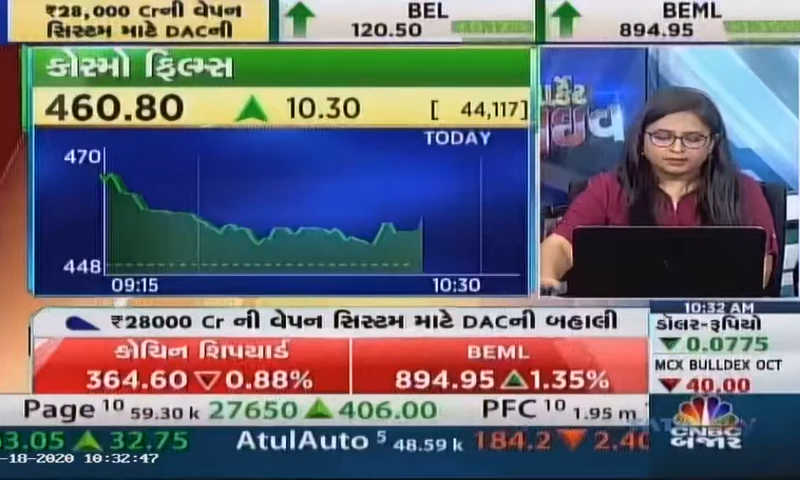 ₹28,000 Crની વેપન
સિસ્ટમ માટે DACની
BEL
120.50
BEML
894.95
કોસ્મો ફિલ્મ્સ
460.80 10.30 [ 44,117]
TODAY
470
448
09:15 10:30
₹28000 Cr ની વેપન સિસ્ટમ માટે DACની બહાલી
કોચિન શિપયાર્ડ
364.60 0.88%
BEML
894.95 1.35%
10:32 AM
ડોલર-રૂપિયો
0.0775
MCX BULLDEX OCT
40.00
Page 10 59.30 k 27650 406.00 PFC 10 1.95 m
3.05 32.75 AtulAuto 5 48.59 k 184.2 2.40
CNBC
બજાર
-18-2020 10:32:47